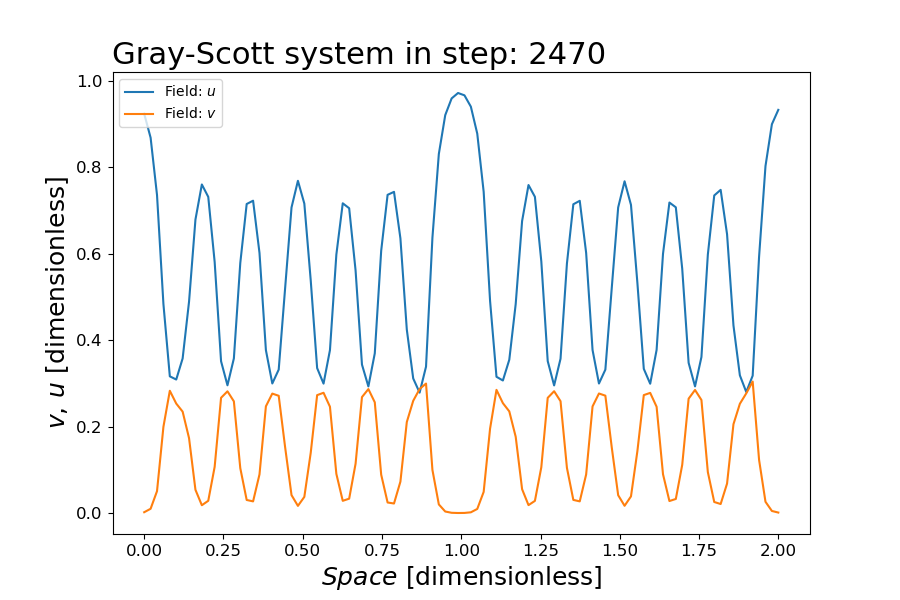 Gray-Scott system in step: 2470
Field: u
Field: v
1.0
0.8
0.6
0.4
0.2
0.0
v, u [dimensionless]
0.00 0.25 0.50 0.75 1.00 1.25 1.50 1.75 2.00
Space [dimensionless]